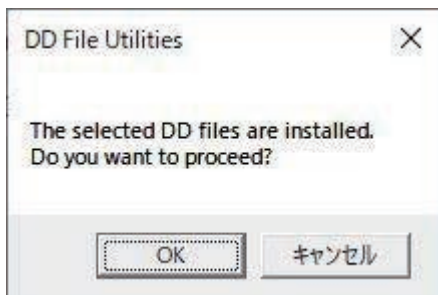 DD File Utilities
The selected DD files are installed.
Do you want to proceed?
OK
キャンセル